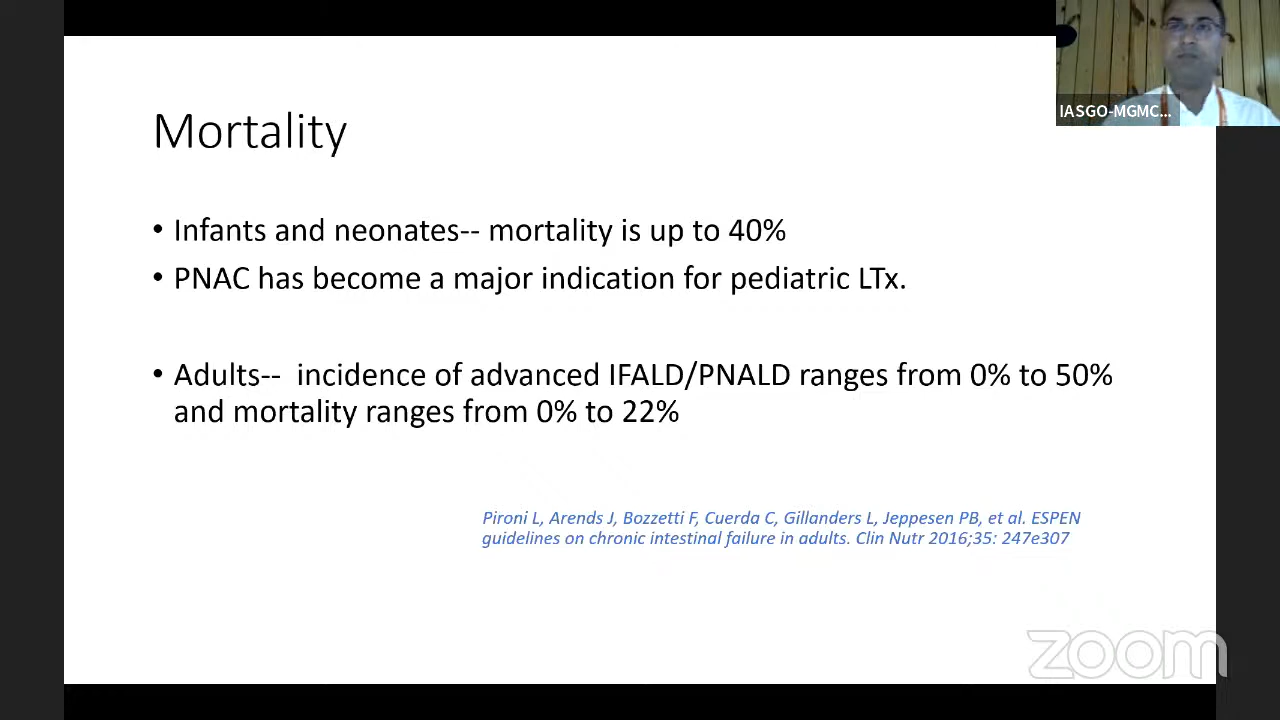 IASGO-MGMC...
Mortality
• Infants and neonates-- mortality is up to 40%
• PNAC has become a major indication for pediatric LTx.
• Adults-- incidence of advanced IFALD/PNALD ranges from 0% to 50%
and mortality ranges from 0% to 22%
Pironi L, Arends J, Bozzetti F, Cuerda C, Gillanders L, Jeppesen PB, et al. ESPEN
guidelines on chronic intestinal failure in adults. Clin Nutr 2016;35: 247e307
zoom